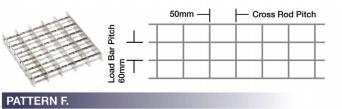 50mm
Cross Rod Pitch
Load Bar Pitch
60mm
PATTERN F.